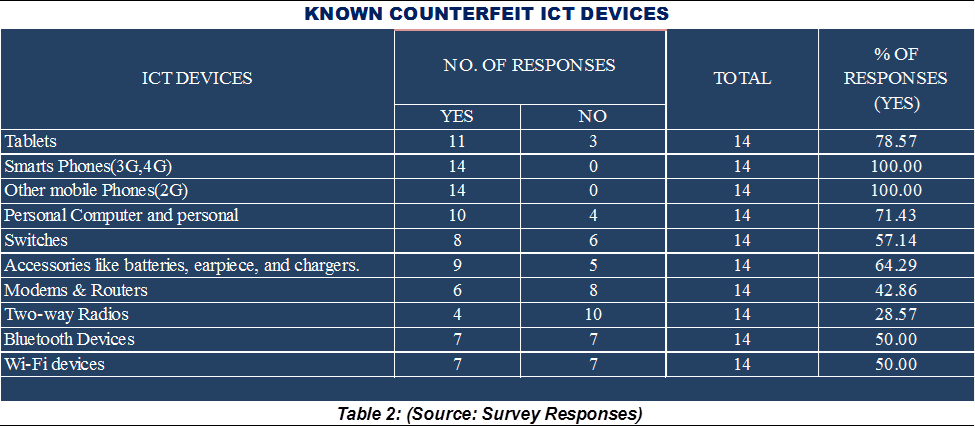 KNOWN COUNTERFEIT ICT DEVICES
ICT DEVICES NO. OF RESPONSES TOTAL % OF RESPONSES (YES)
YES NO
Tablets 11 3 14 78.57
Smarts Phones(3G,4G) 14 0 14 100.00
Other mobile Phones(2G) 14 0 14 100.00
Personal Computer and personal 10 4 14 71.43
Switches 8 6 14 57.14
Accessories like batteries, earpiece, and chargers. 9 5 14 64.29
Modems & Routers 6 8 14 42.86
Two-way Radios 4 10 14 28.57
Bluetooth Devices 7 7 14 50.00
Wi-Fi devices 7 7 14 50.00
Table 2: (Source: Survey Responses)